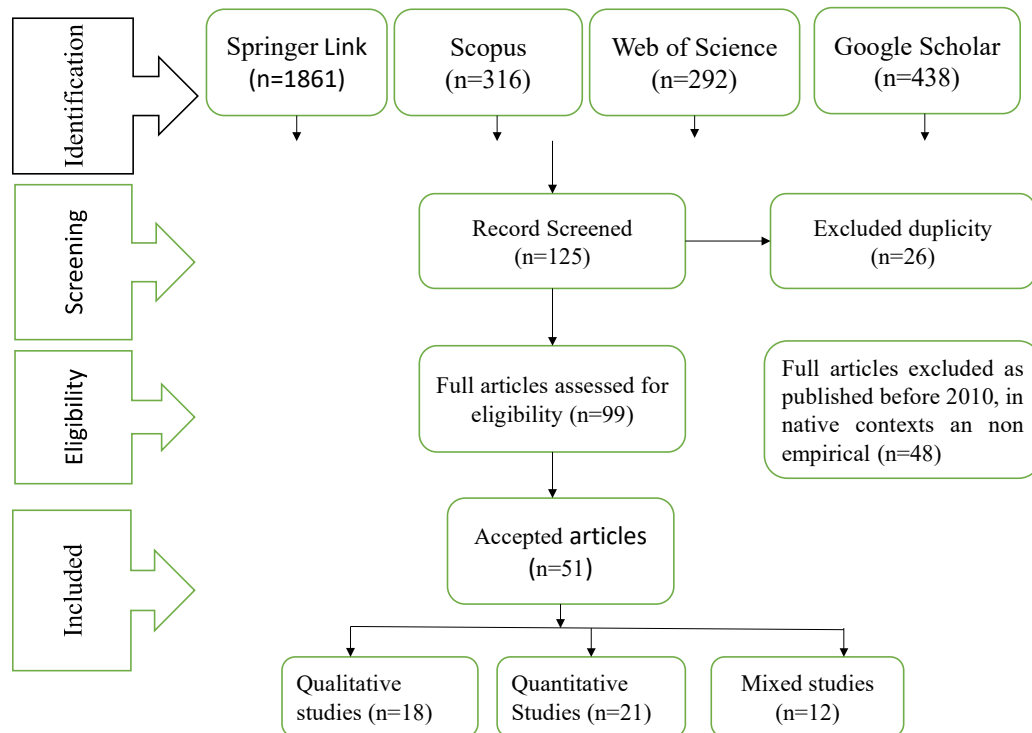 Identification
Springer Link
(n=1861)
Scopus
(n=316)
Web of Science
(n=292)
Google Scholar
(n=438)
Screening
Record Screened
(n=125)
Excluded duplicity
(n=26)
Eligibility
Full articles assessed for
eligibility (n=99)
Full articles excluded as
published before 2010, in
native contexts an non
empirical (n=48)
Included
Accepted articles
(n=51)
Qualitative
studies (n=18)
Quantitative
Studies (n=21)
Mixed studies
(n=12)